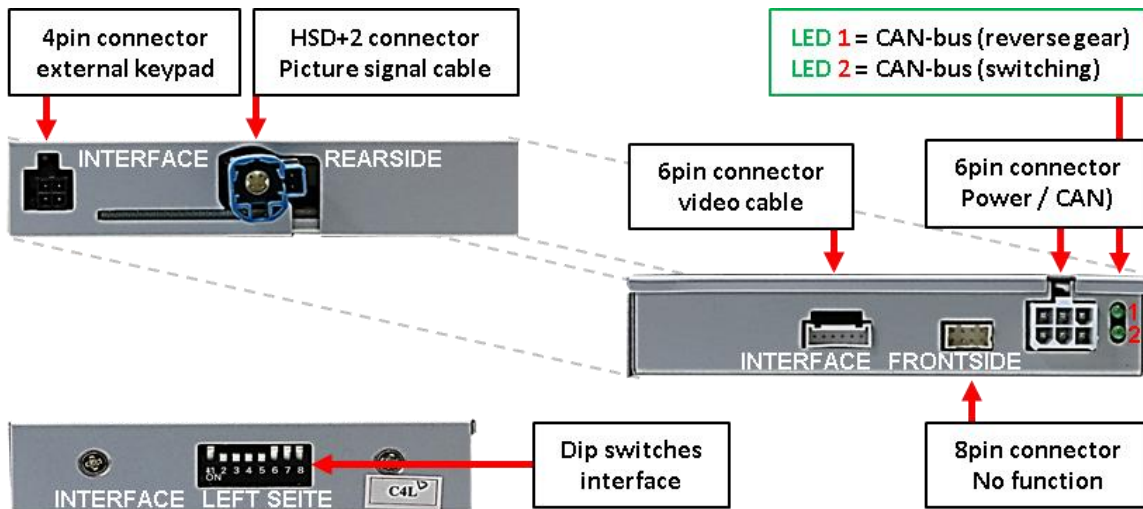 4pin connector
external keypad
HSD+2 connector
Picture signal cable
LED 1 = CAN-bus (reverse gear)
LED 2 = CAN-bus (switching)
INTERFACE
REARSIDE
6pin connector
video cable
6pin connector
Power / CAN)
1
2
INTERFACE FRONTSIDE
1 2 3 4 5 6 7 8
ON
C4L
INTERFACE LEFT SEITE
Dip switches
interface
8pin connector
No function